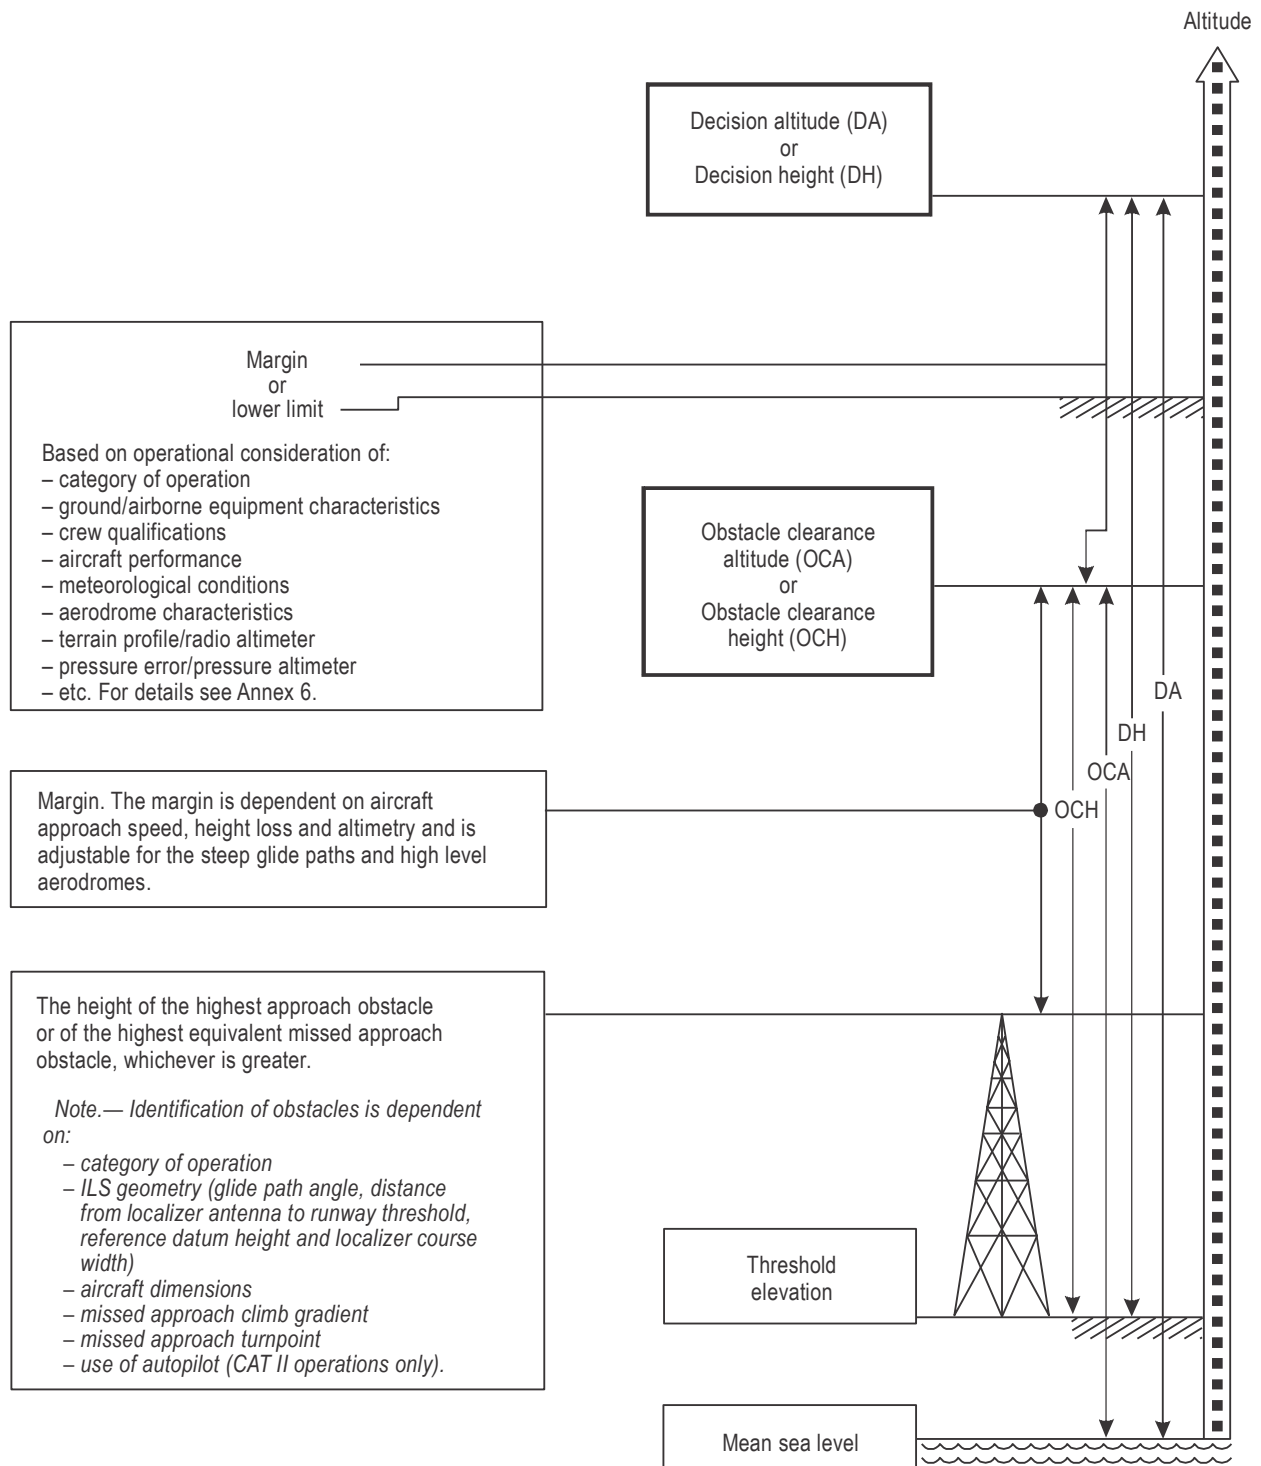 Altitude
Decision altitude (DA)
or
Decision height (DH)
Margin
or
lower limit
Based on operational consideration of:
– category of operation
– ground/airborne equipment characteristics
– crew qualifications
– aircraft performance
– meteorological conditions
– aerodrome characteristics
– terrain profile/radio altimeter
– pressure error/pressure altimeter
– etc. For details see Annex 6.
Obstacle clearance
altitude (OCA)
or
Obstacle clearance
height (OCH)
DA
DH
OCA
OCH
Margin. The margin is dependent on aircraft
approach speed, height loss and altimetry and is
adjustable for the steep glide paths and high level
aerodromes.
The height of the highest approach obstacle
or of the highest equivalent missed approach
obstacle, whichever is greater.
Note.— Identification of obstacles is dependent
on:
– category of operation
– ILS geometry (glide path angle, distance
from localizer antenna to runway threshold,
reference datum height and localizer course
width)
– aircraft dimensions
– missed approach climb gradient
– missed approach turnpoint
– use of autopilot (CAT II operations only).
Threshold
elevation
Mean sea level